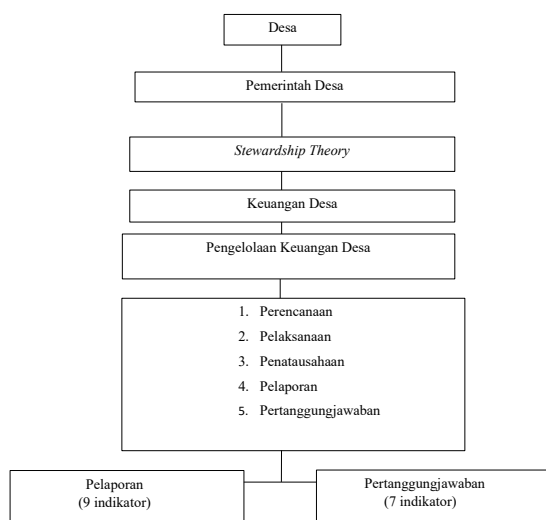 Desa
Pemerintah Desa
Stewardship Theory
Keuangan Desa
Pengelolaan Keuangan Desa
1. Perencanaan
2. Pelaksanaan
3. Penatausahaan
4. Pelaporan
5. Pertanggungjawaban
Pelaporan
(9 indikator)
Pertanggungjawaban
(7 indikator)